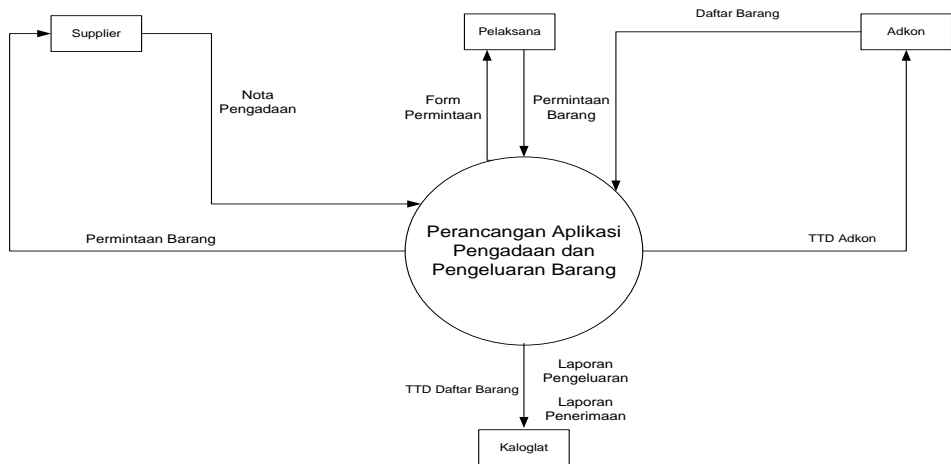 Daftar Barang
Supplier
Pelaksana
Adkon
Nota
Pengadaan
Form
Permintaan
Permintaan
Barang
Perancangan Aplikasi
Pengadaan dan
Pengeluaran Barang
Permintaan Barang
TTD Adkon
TTD Daftar Barang
Laporan
Pengeluaran
Laporan
Penerimaan
Kaloglat